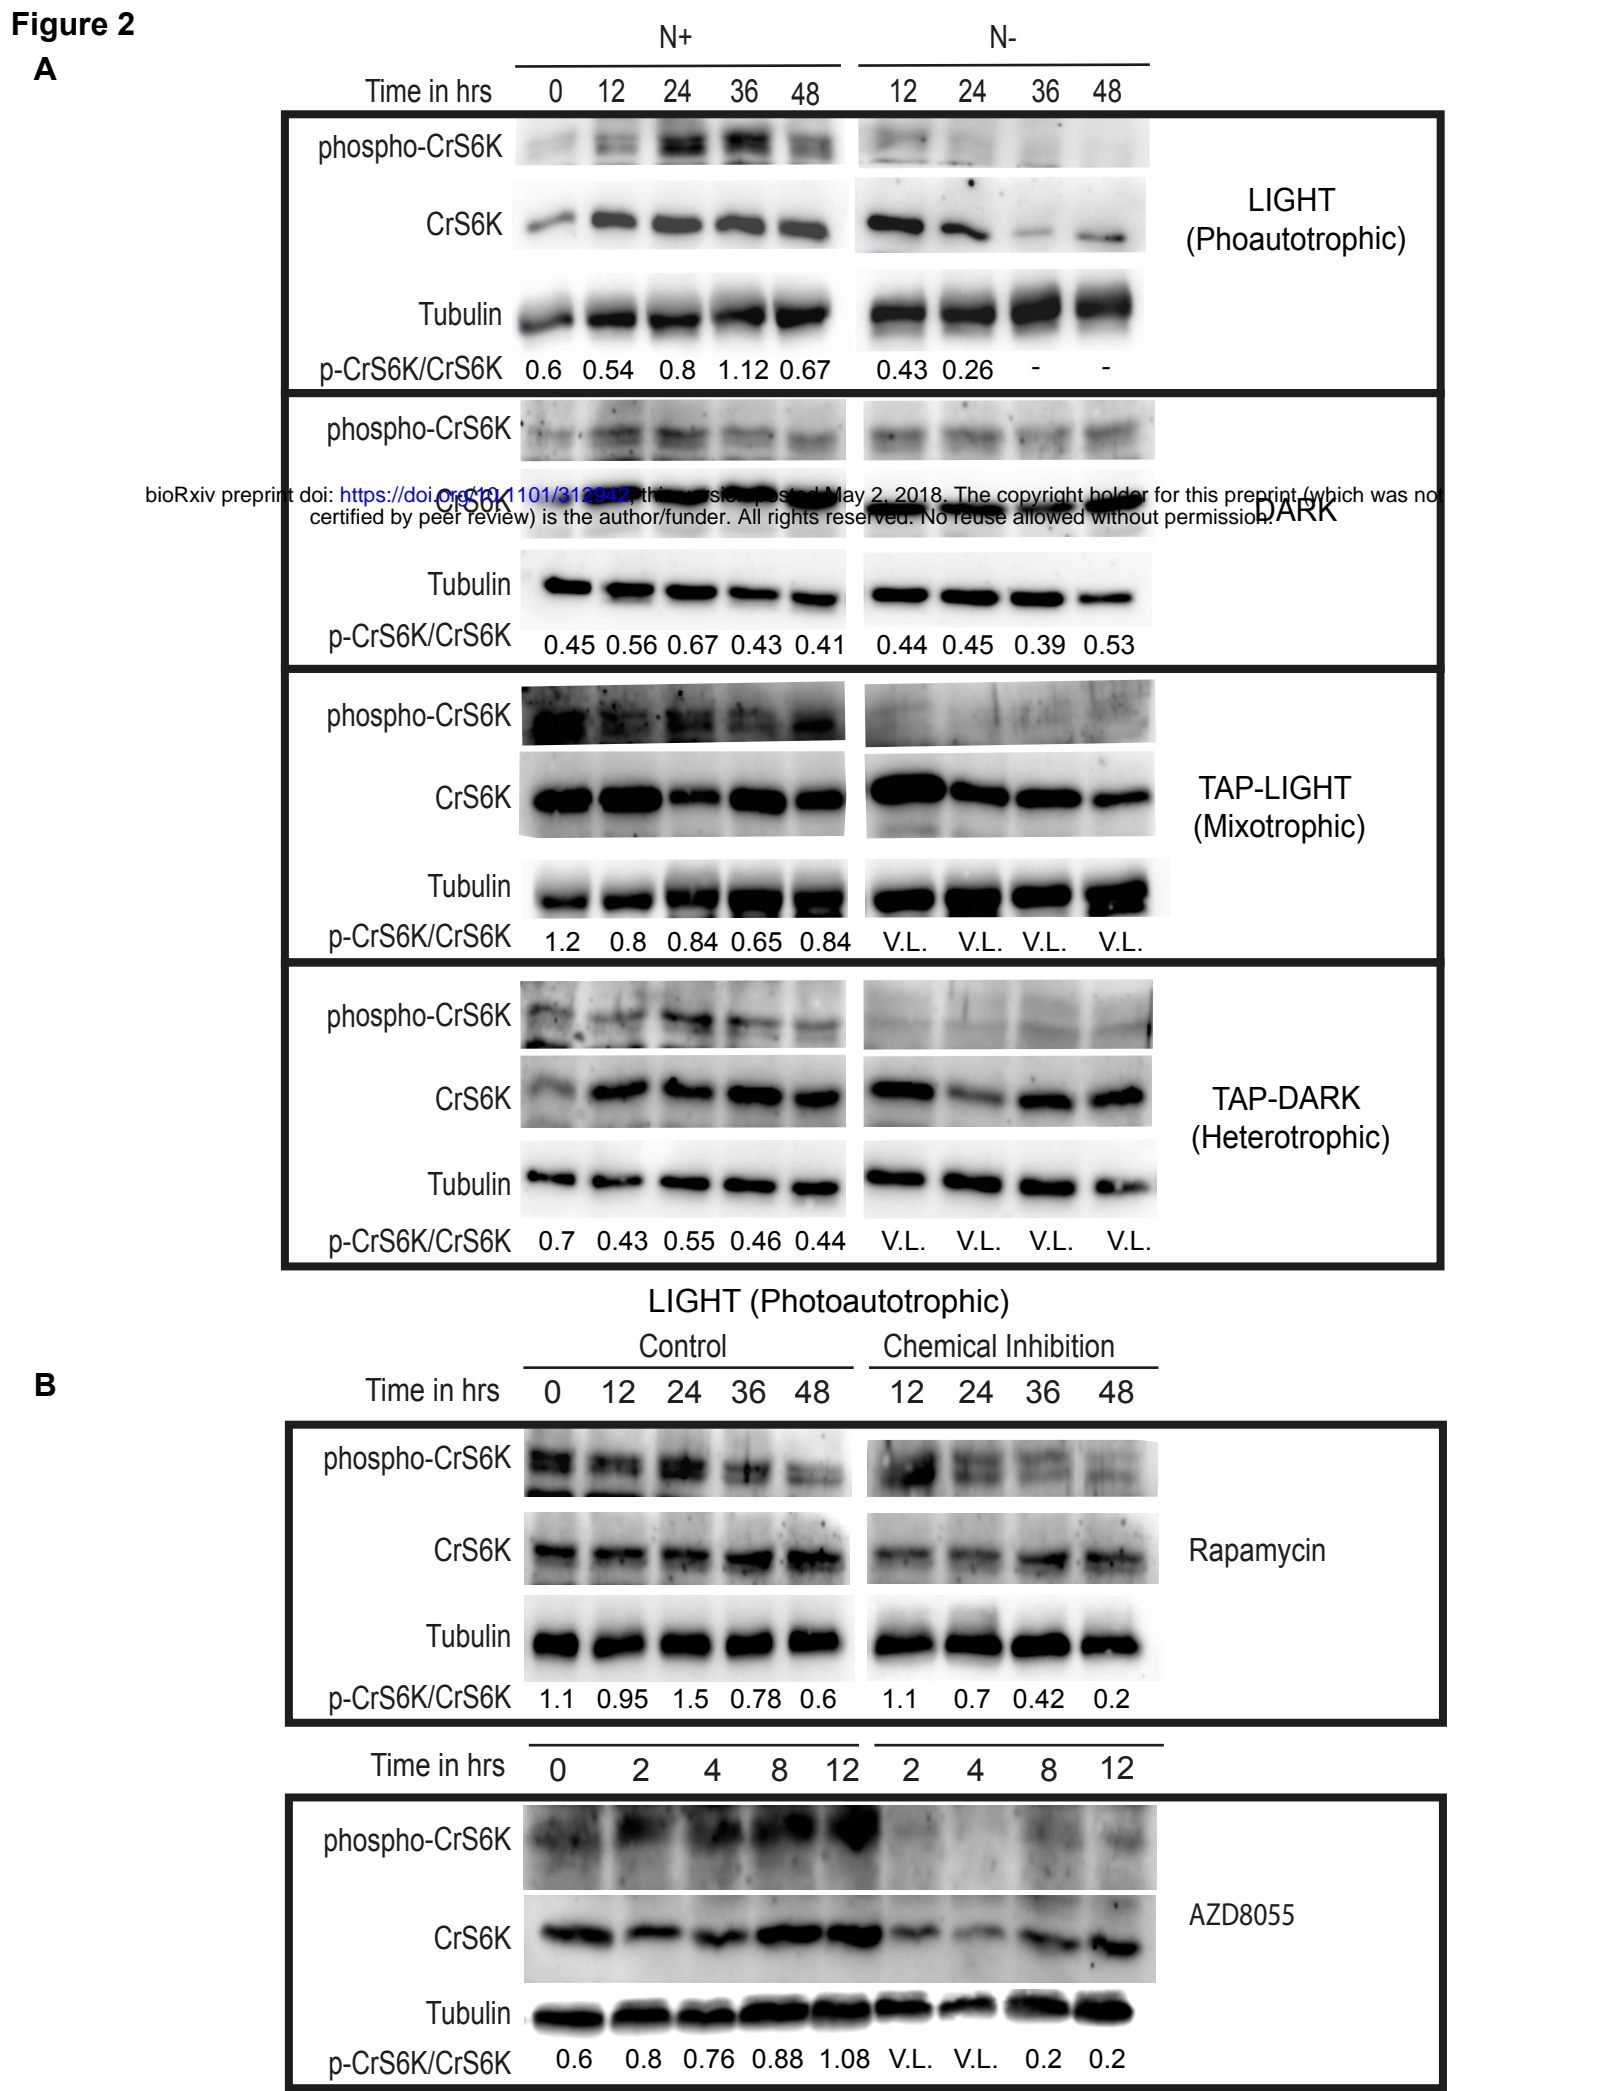 Figure 2
A
N+ N-
Time in hrs 0 12 24 36 48 12 24 36 48
phospho-CrS6K
CrS6K
LIGHT
(Phoautotrophic)
Tubulin
p-CrS6K/CrS6K 0.6 0.54 0.8 1.12 0.67 0.43 0.26 - -
phospho-CrS6K
CrS6K
bioRxiv preprint doi: https://doi.org/10.1101/312942; this version posted May 2, 2018. The copyright holder for this preprint (which was not
certified by peer review) is the author/funder. All rights reserved. No reuse allowed without permission.
DARK
Tubulin
p-CrS6K/CrS6K 0.45 0.56 0.67 0.43 0.41 0.44 0.45 0.39 0.53
phospho-CrS6K
CrS6K
TAP-LIGHT
(Mixotrophic)
Tubulin
p-CrS6K/CrS6K 1.2 0.8 0.84 0.65 0.84 V.L. V.L. V.L. V.L.
phospho-CrS6K
CrS6K
TAP-DARK
(Heterotrophic)
Tubulin
p-CrS6K/CrS6K 0.7 0.43 0.55 0.46 0.44 V.L. V.L. V.L. V.L.
LIGHT (Photoautotrophic)
Control Chemical Inhibition
B
Time in hrs 0 12 24 36 48 12 24 36 48
phospho-CrS6K
CrS6K
Rapamycin
Tubulin
p-CrS6K/CrS6K 1.1 0.95 1.5 0.78 0.6 1.1 0.7 0.42 0.2
Time in hrs 0 2 4 8 12 2 4 8 12
phospho-CrS6K
AZD8055
CrS6K
Tubulin
p-CrS6K/CrS6K 0.6 0.8 0.76 0.88 1.08 V.L. V.L. 0.2 0.2